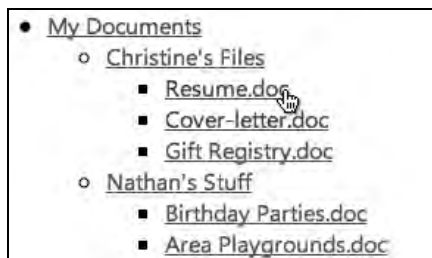 My Documents
Christine's Files
Resume.doc
Cover-letter.doc
Gift Registry.doc
Nathan's Stuff
Birthday Parties.doc
Area Playgrounds.doc